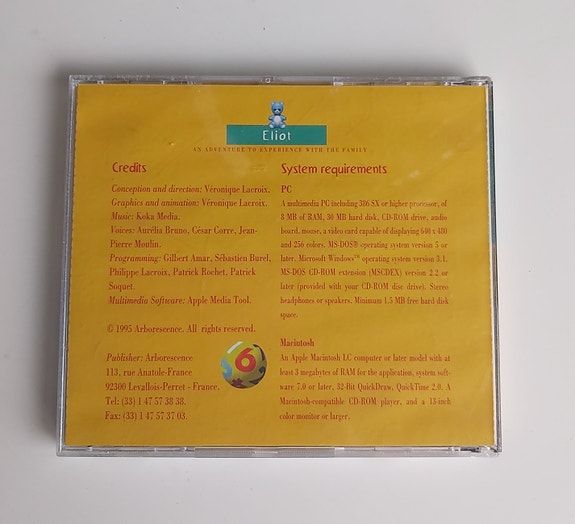 Eliot
AN ADVENTURE TO EXPERIENCE WITH THE FAMILY
Credits
Conception and direction: Véronique Lacroix.
Graphics and animation: Véronique Lacroix.
Music: Koka Media.
Voices: Aurélia Bruno, César Corre, Jean-
Pierre Moulin.
Programming: Gilbert Amar, Sébastien Burel,
Philippe Lacroix, Patrick Rochet, Patrick
Soquet.
Multimedia Software: Apple Media Tool.
© 1995 Arborescence. All rights reserved.
Publisher: Arborescence
113, rue Anatole-France
92300 Levallois-Perret - France.
Tel: (33) 1 47 57 38 38.
Fax: (33) 1 47 57 37 03.
6
System requirements
PC
A multimedia PC including 386 SX or higher processor, of
8 MB of RAM, 30 MB hard disk, CD-ROM drive, audio
board, mouse, a video card capable of displaying 640 x 480
and 256 colors. MS-DOS® operating system version 5 or
later. Microsoft Windows™ operating system version 3.1.
MS-DOS CD-ROM extension (MSCDEX) version 2.2 or
later (provided with your CD-ROM disc drive). Stereo
headphones or speakers. Minimum 1.5 MB free hard disk
space.
Macintosh
An Apple Macintosh LC computer or later model with at
least 3 megabytes of RAM for the application, system soft-
ware 7.0 or later, 32-Bit QuickDraw, QuickTime 2.0. A
Macintosh-compatible CD-ROM player, and a 13-inch
color monitor or larger.